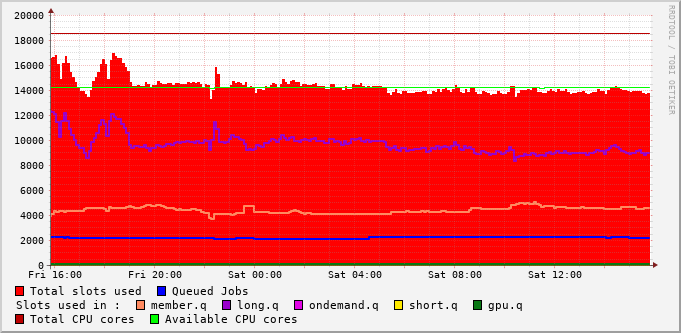 20000
18000
16000
14000
12000
10000
8000
6000
4000
2000
0
Fri 16:00 Fri 20:00 Sat 00:00 Sat 04:00 Sat 08:00 Sat 12:00
Total slots used Queued Jobs
Slots used in : member.q long.q ondemand.q short.q gpu.q
Total CPU cores Available CPU cores
RRDTOOL / TOBI OETIKER